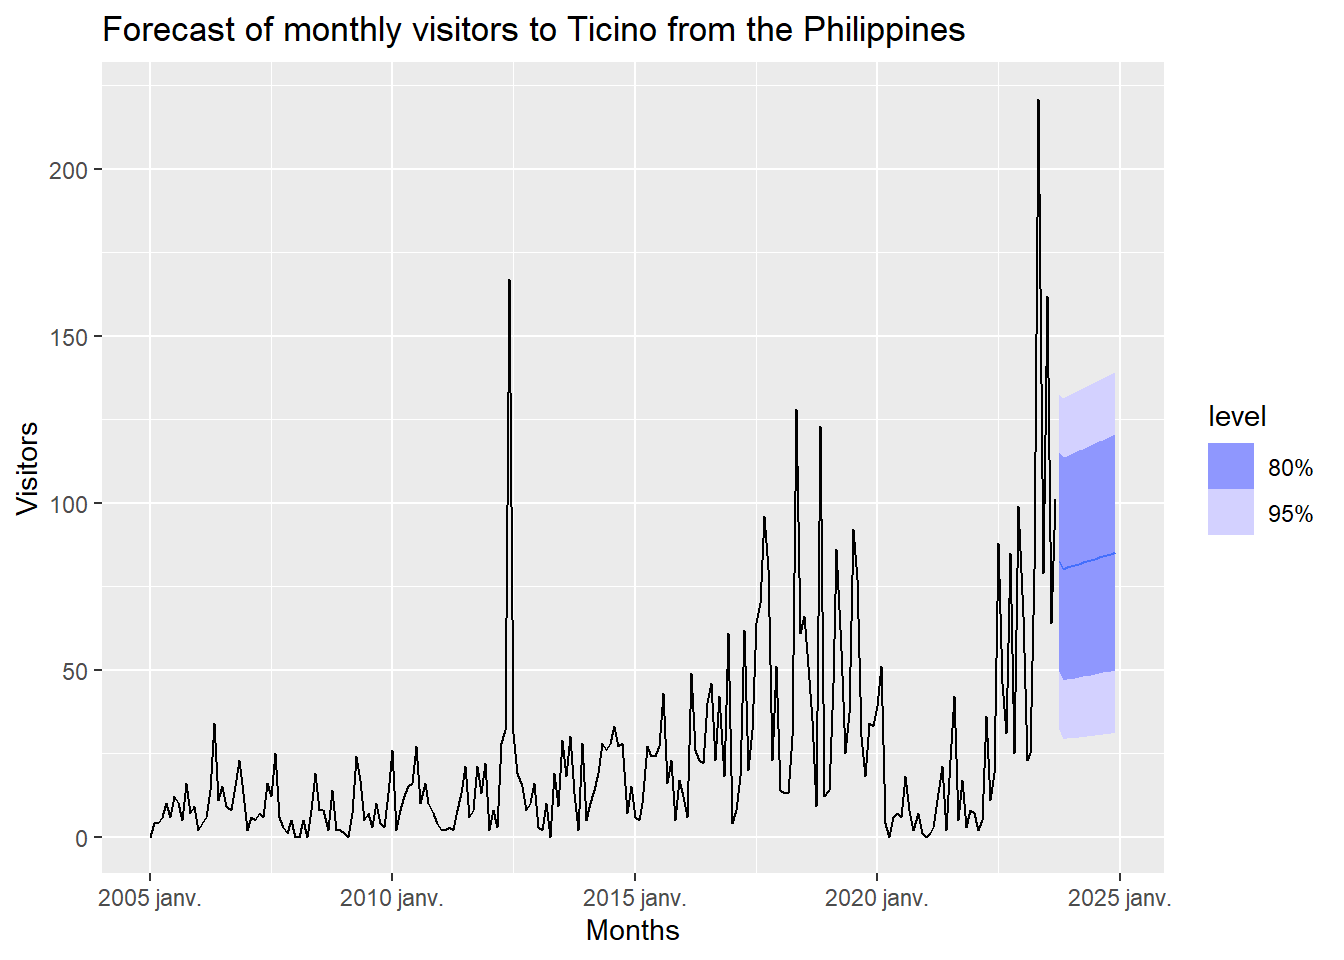 Forecast of monthly visitors to Ticino from the Philippines
200
150
100
50
0
Visitors
2005 janv.
2010 janv.
2015 janv.
2020 janv.
2025 janv.
Months
level
80%
95%